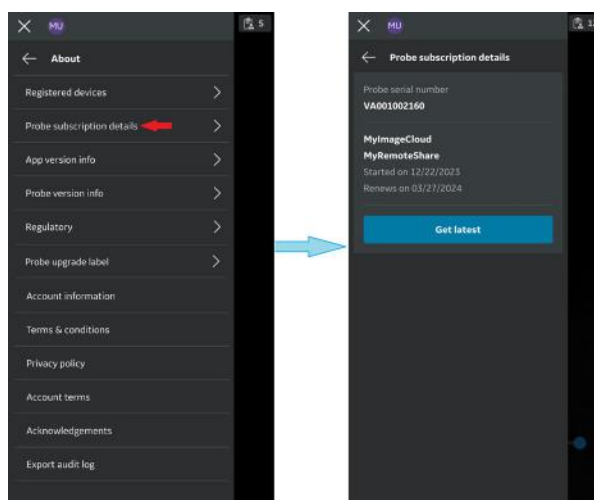 MU
5
About
Registered devices
Probe subscription details
App version info
Probe version info
Regulatory
Probe upgrade label
Account information
Terms & conditions
Privacy policy
Account terms
Acknowledgements
Export audit log
MU
12
Probe subscription details
Probe serial number
VA001002160
MyImageCloud
MyRemoteShare
Started on 12/22/2023
Renews on 03/27/2024
Get latest